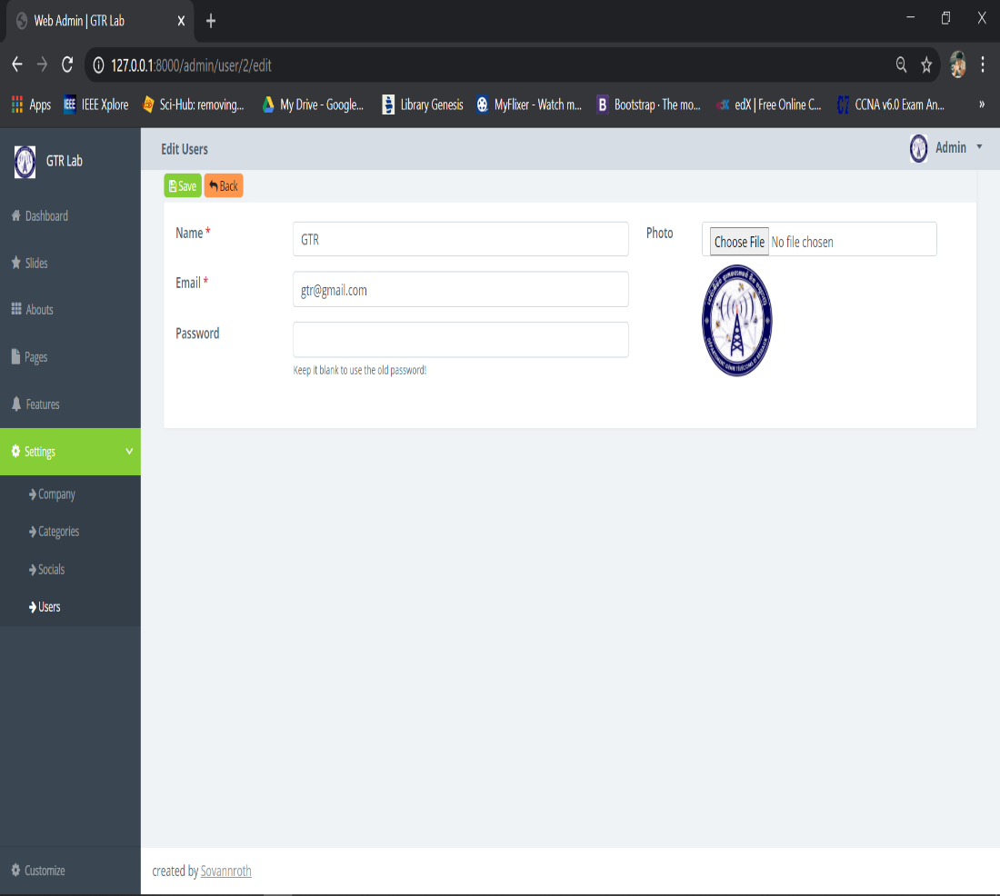 Web Admin | GTR Lab
127.0.0.1:8000/admin/user/2/edit
Apps IEEE IEEE Xplore Sci-Hub: removing... My Drive - Google... Library Genesis MyFlixer - Watch m... B Bootstrap · The mo... edX | Free Online C... CCNA v6.0 Exam An... »
GTR Lab
Edit Users
Admin
Save Back
Dashboard
Slides
Abouts
Pages
Features
Settings
Company
Categories
Socials
Users
Customize
Name * GTR
Email * gtr@gmail.com
Password
Keep it blank to use the old password!
Photo Choose File No file chosen
created by Sovannroth